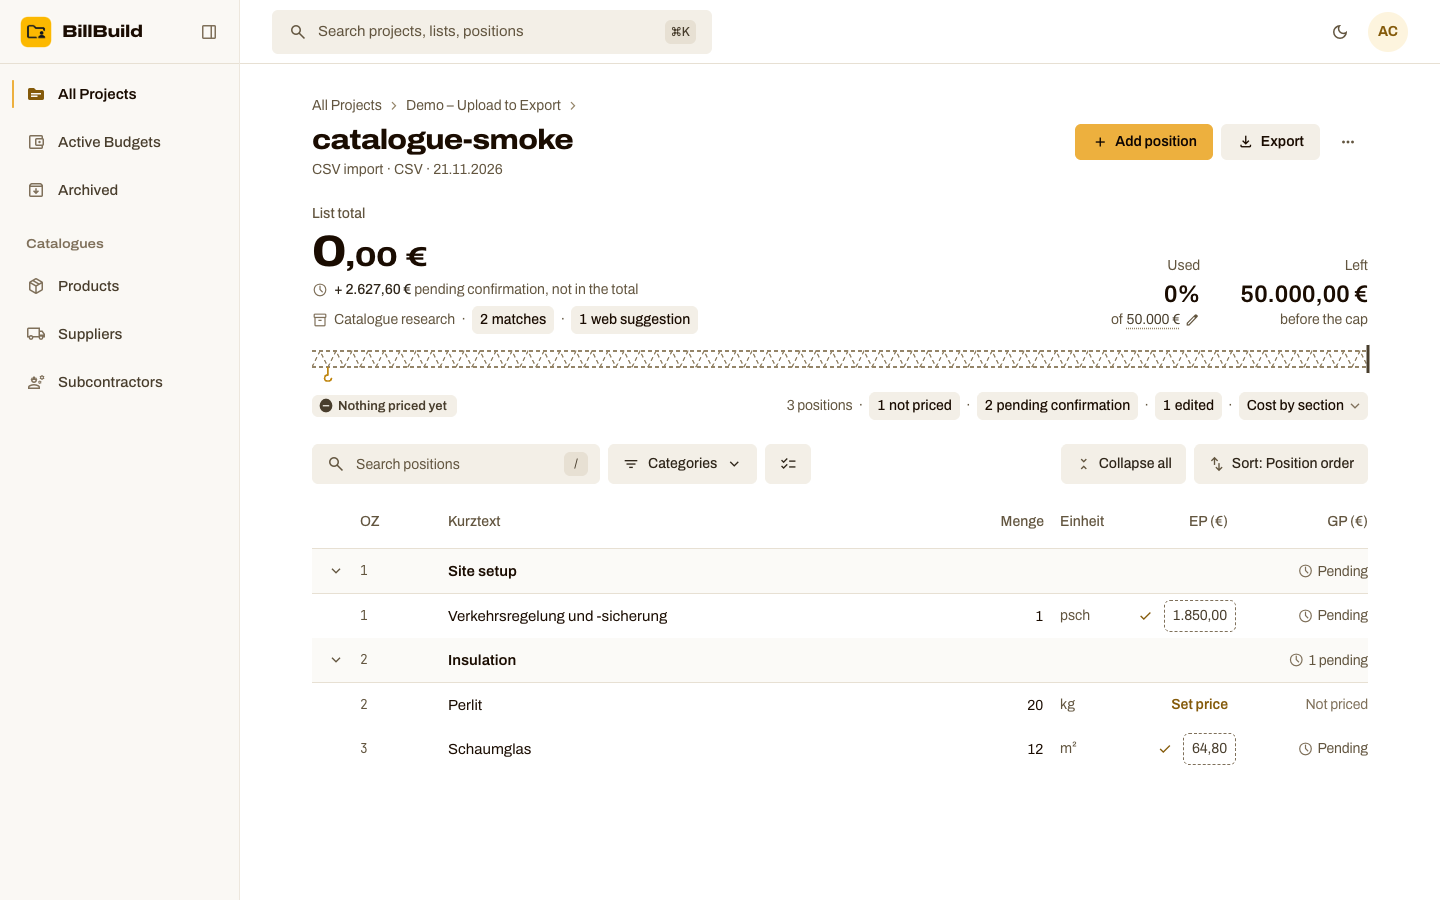 BillBuild
Search projects, lists, positions ⌘K
AC
All Projects
Active Budgets
Archived
Catalogues
Products
Suppliers
Subcontractors
All Projects › Demo – Upload to Export ›
catalogue-smoke
CSV import · CSV · 21.11.2026
Add position
Export
List total
0,00 €
+ 2.627,60 € pending confirmation, not in the total
Catalogue research · 2 matches · 1 web suggestion
Used
0%
of 50.000 €
Left
50.000,00 €
before the cap
Nothing priced yet
3 positions · 1 not priced · 2 pending confirmation · 1 edited · Cost by section
Search positions /
Categories
Collapse all
Sort: Position order
OZ Kurztext Menge Einheit EP (€) GP (€)
1 Site setup Pending
1 Verkehrsregelung und -sicherung 1 psch 1.850,00 Pending
2 Insulation 1 pending
2 Perlit 20 kg Set price Not priced
3 Schaumglas 12 m² 64,80 Pending